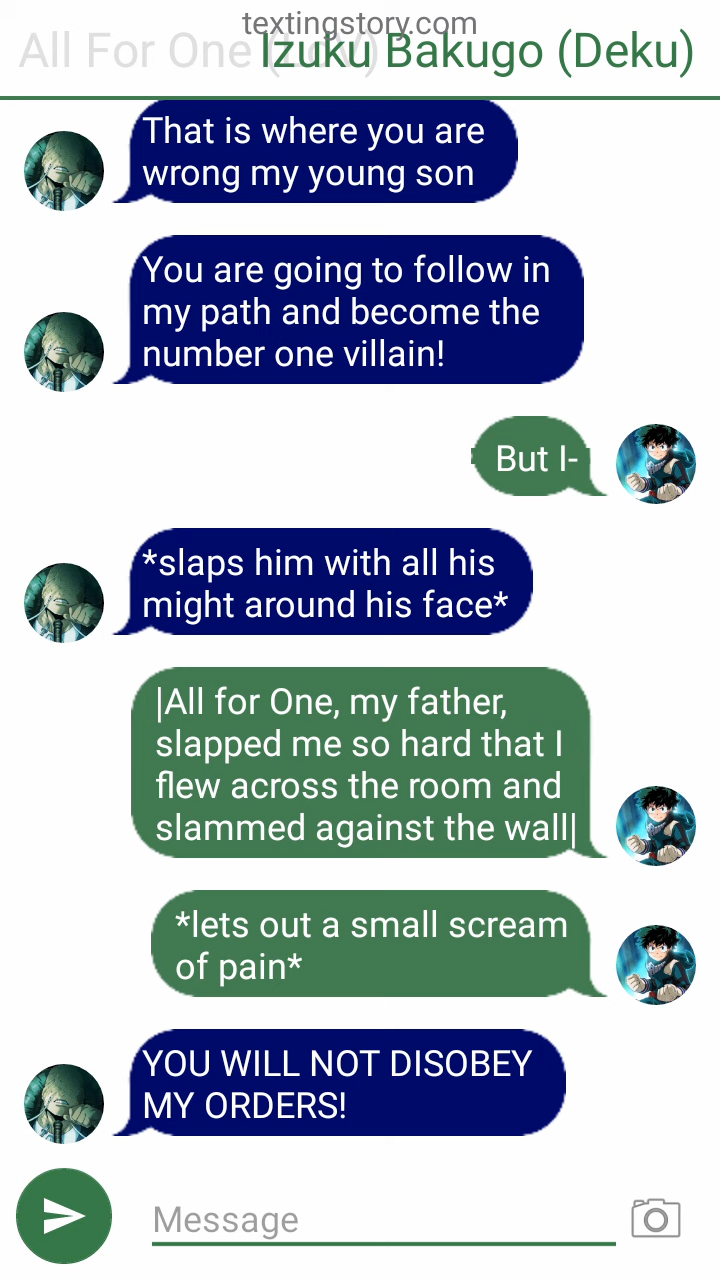 textingstory.com
All For One (LoV)
Izuku Bakugo (Deku)
That is where you are
wrong my young son
You are going to follow in
my path and become the
number one villain!
But I-
*slaps him with all his
might around his face*
|All for One, my father,
slapped me so hard that I
flew across the room and
slammed against the wall|
*lets out a small scream
of pain*
YOU WILL NOT DISOBEY
MY ORDERS!
Message